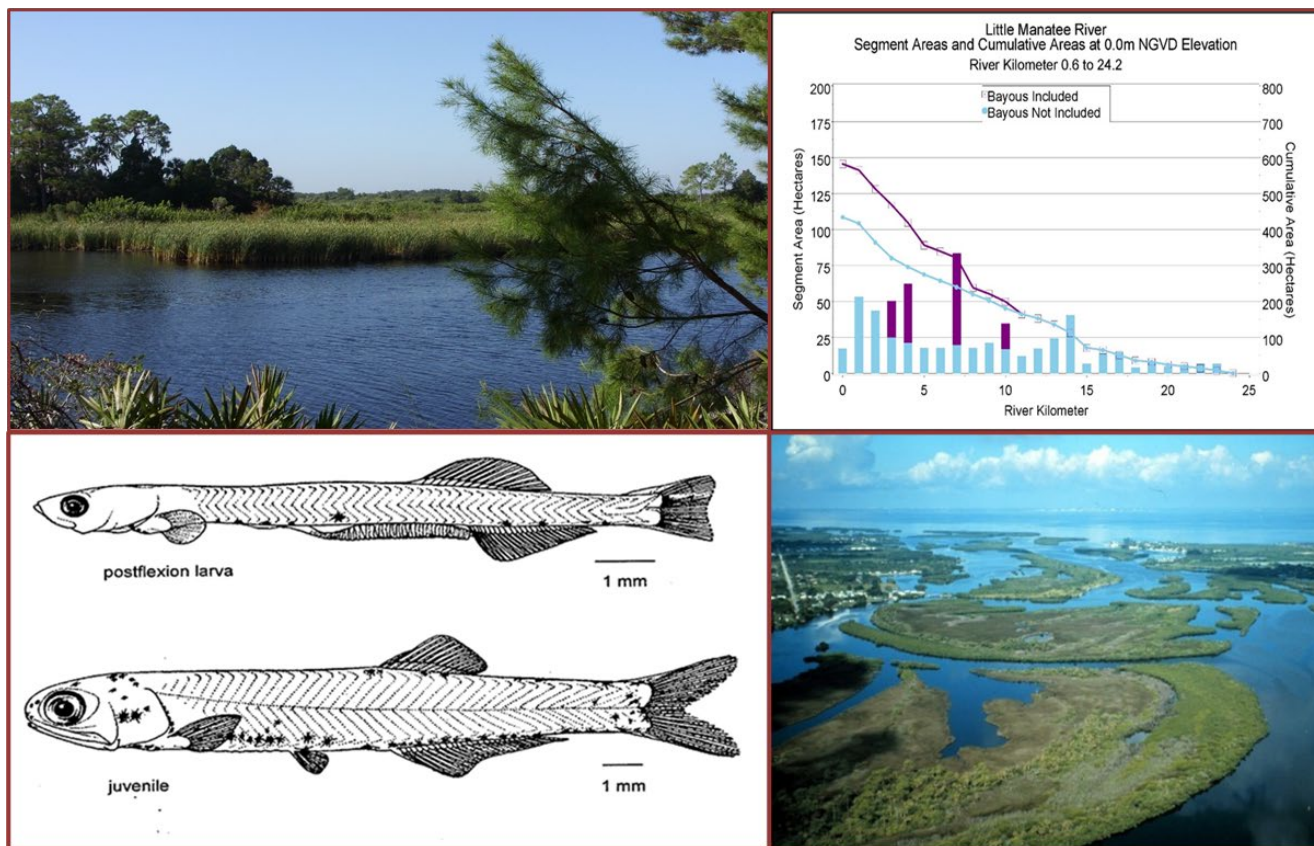 Little Manatee River
Segment Areas and Cumulative Areas at 0.0m NGVD Elevation
River Kilometer 0.6 to 24.2
Bayous Included
Bayous Not Included
Segment Area (Hectares)
200
175
150
125
100
75
50
25
0
Cumulative Area (Hectares)
800
700
600
500
400
300
200
100
0
0 5 10 15 20 25
River Kilometer
postflexion larva
1 mm
juvenile
1 mm